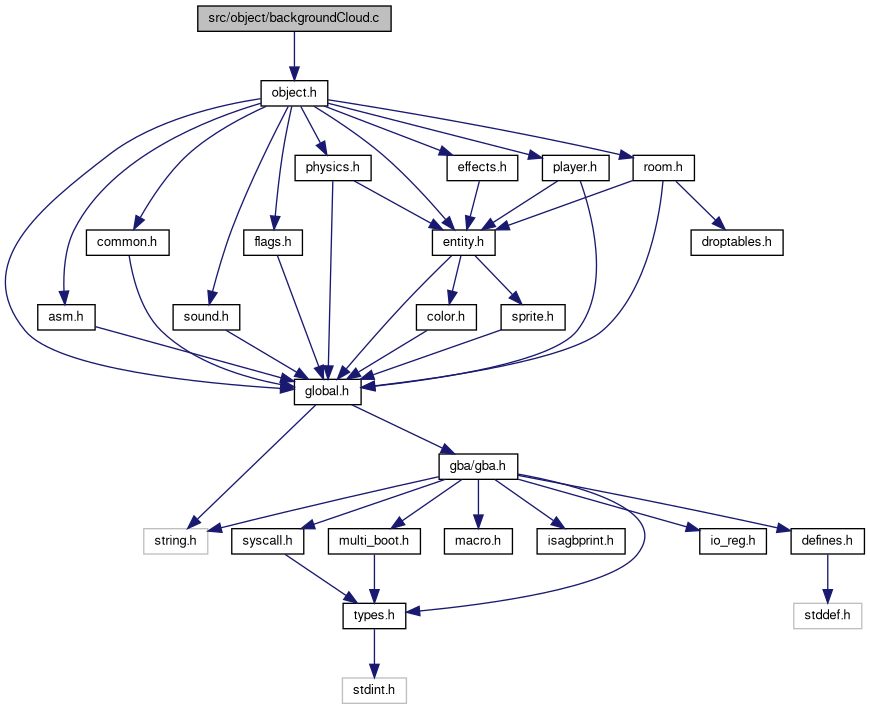 src/object/backgroundCloud.c
object.h
physics.h
effects.h
player.h
room.h
common.h
flags.h
entity.h
droptables.h
asm.h
sound.h
color.h
sprite.h
global.h
gba/gba.h
string.h
syscall.h
multi_boot.h
macro.h
isagbprint.h
io_reg.h
defines.h
types.h
stddef.h
stdint.h